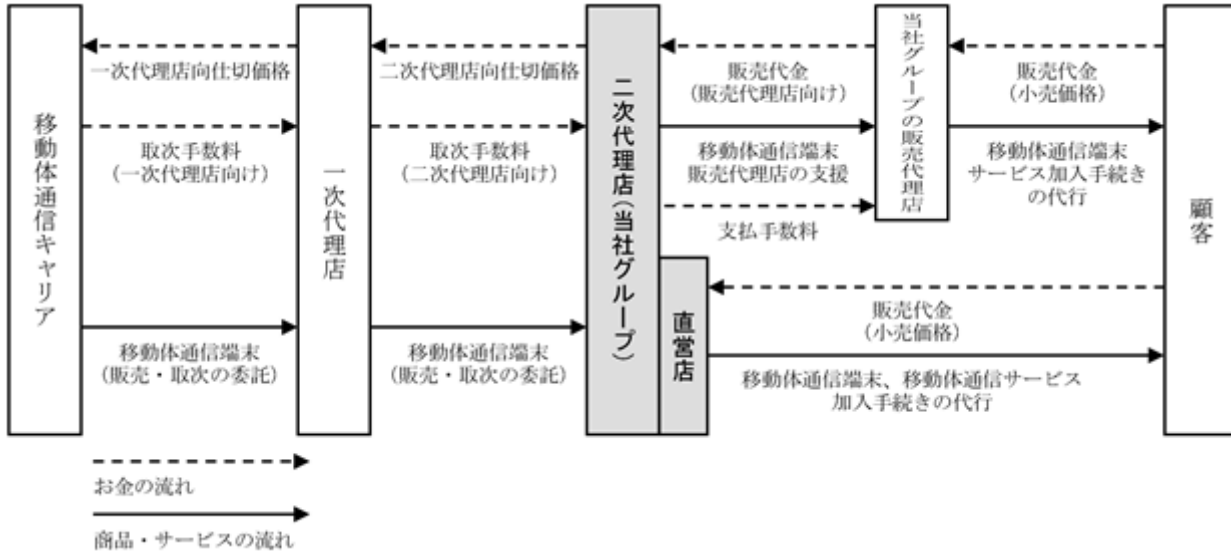 移動体通信キャリア
一次代理店向仕切価格
取次手数料
(一次代理店向け)
移動体通信端末
(販売・取次の委託)
一次代理店
二次代理店向仕切価格
取次手数料
(二次代理店向け)
移動体通信端末
(販売・取次の委託)
二次代理店(当社グループ)
直営店
販売代金
(販売代理店向け)
移動体通信端末
販売代理店の支援
支払手数料
当社グループの販売代理店
販売代金
(小売価格)
移動体通信端末
サービス加入手続き
の代行
販売代金
(小売価格)
移動体通信端末、移動体通信サービス
加入手続きの代行
顧客
お金の流れ
商品・サービスの流れ